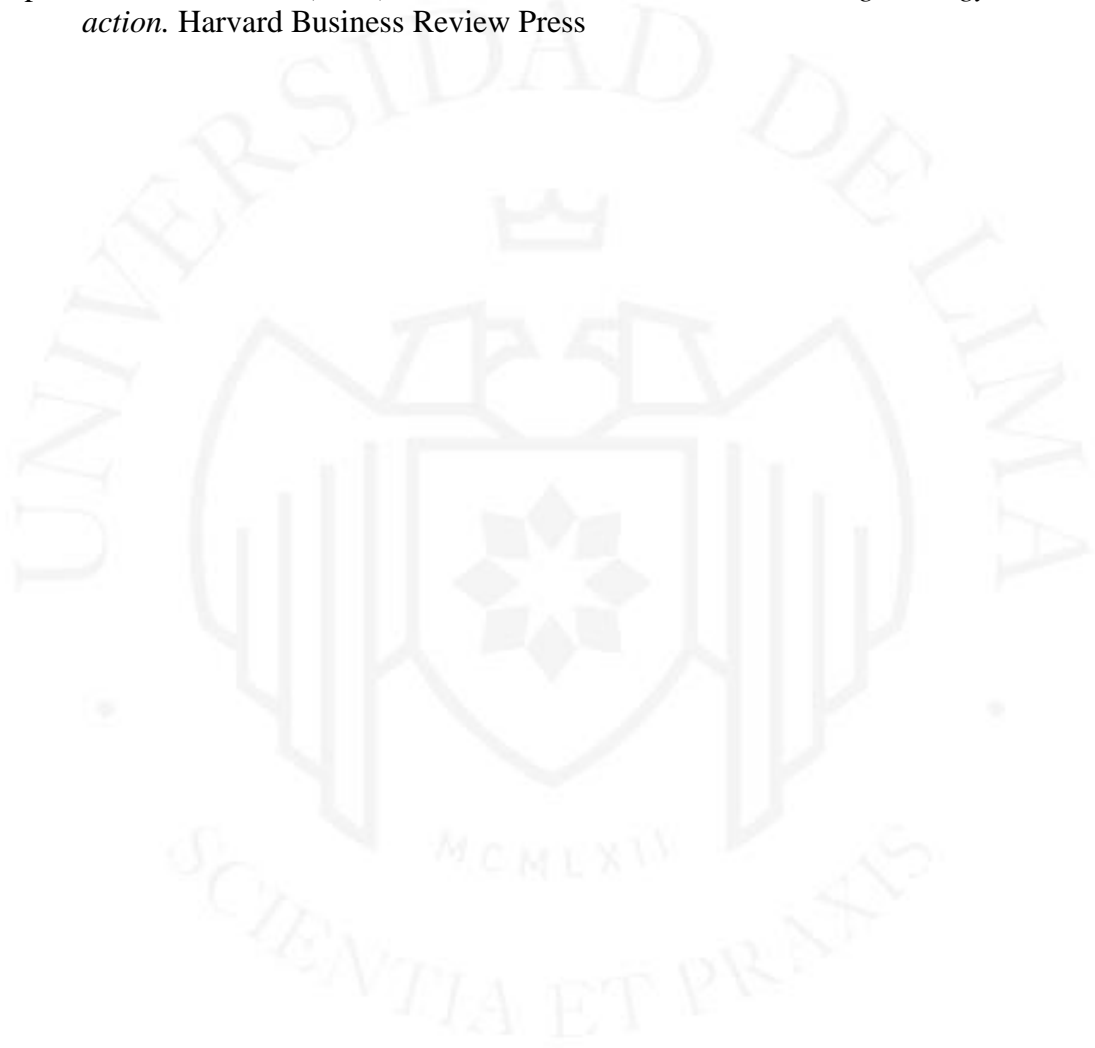 action. Harvard Business Review Press
UNIVERSIDAD DE LIMA
MCMLXII
SCIENTIA ET PRAXIS